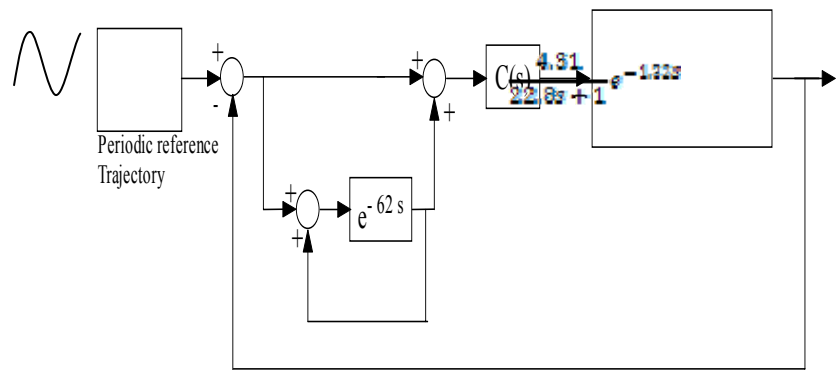 +
-
+
+
C(s)
4.31
22.8s + 1
e^-1.22s
Periodic reference
Trajectory
+
+
e^- 62 s